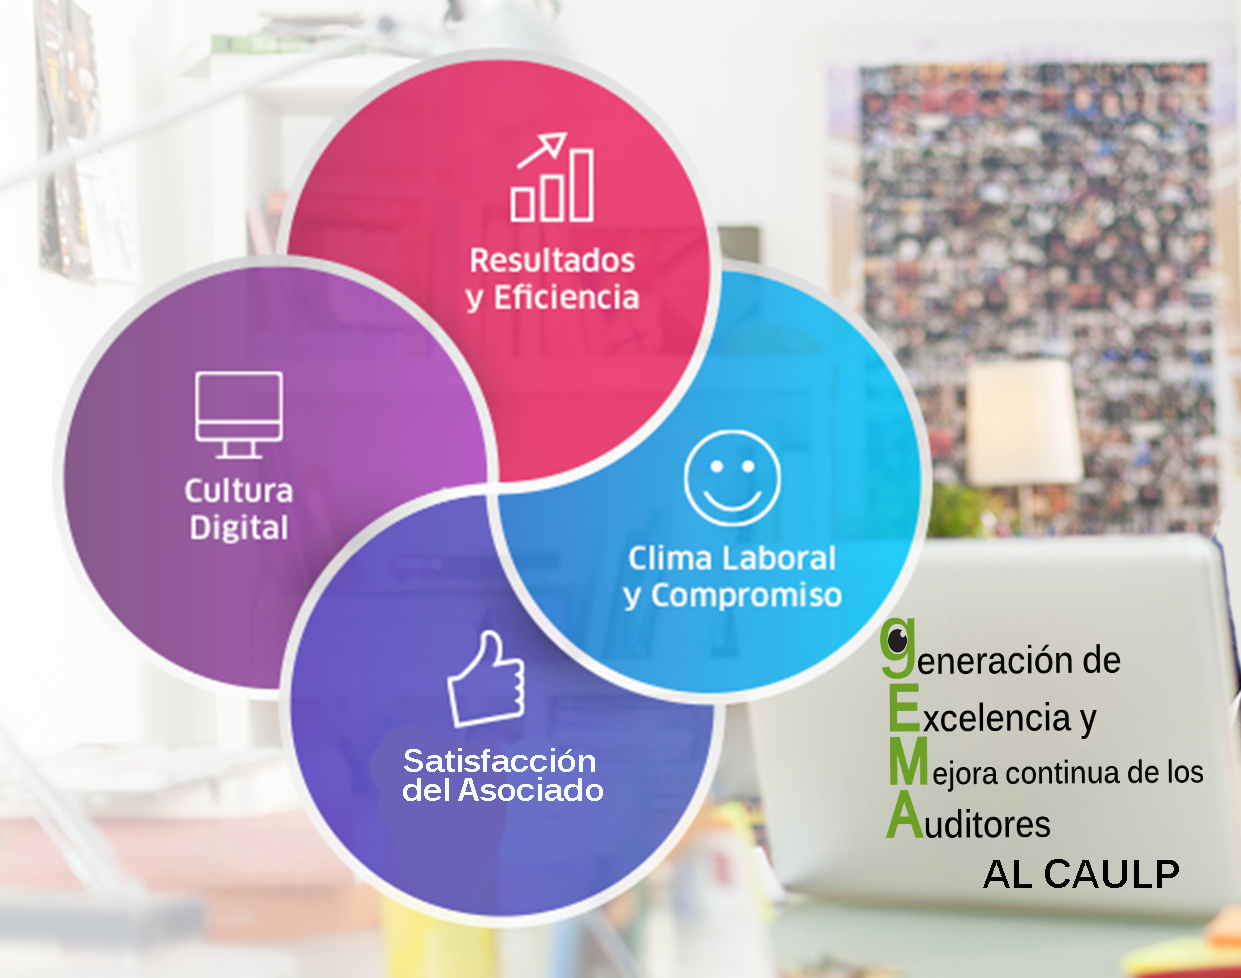 Resultados
y Eficiencia
Cultura
Digital
Clima Laboral
y Compromiso
Satisfacción
del Asociado
generación de
Excelencia y
Mejora continua de los
Auditores
AL CAULP